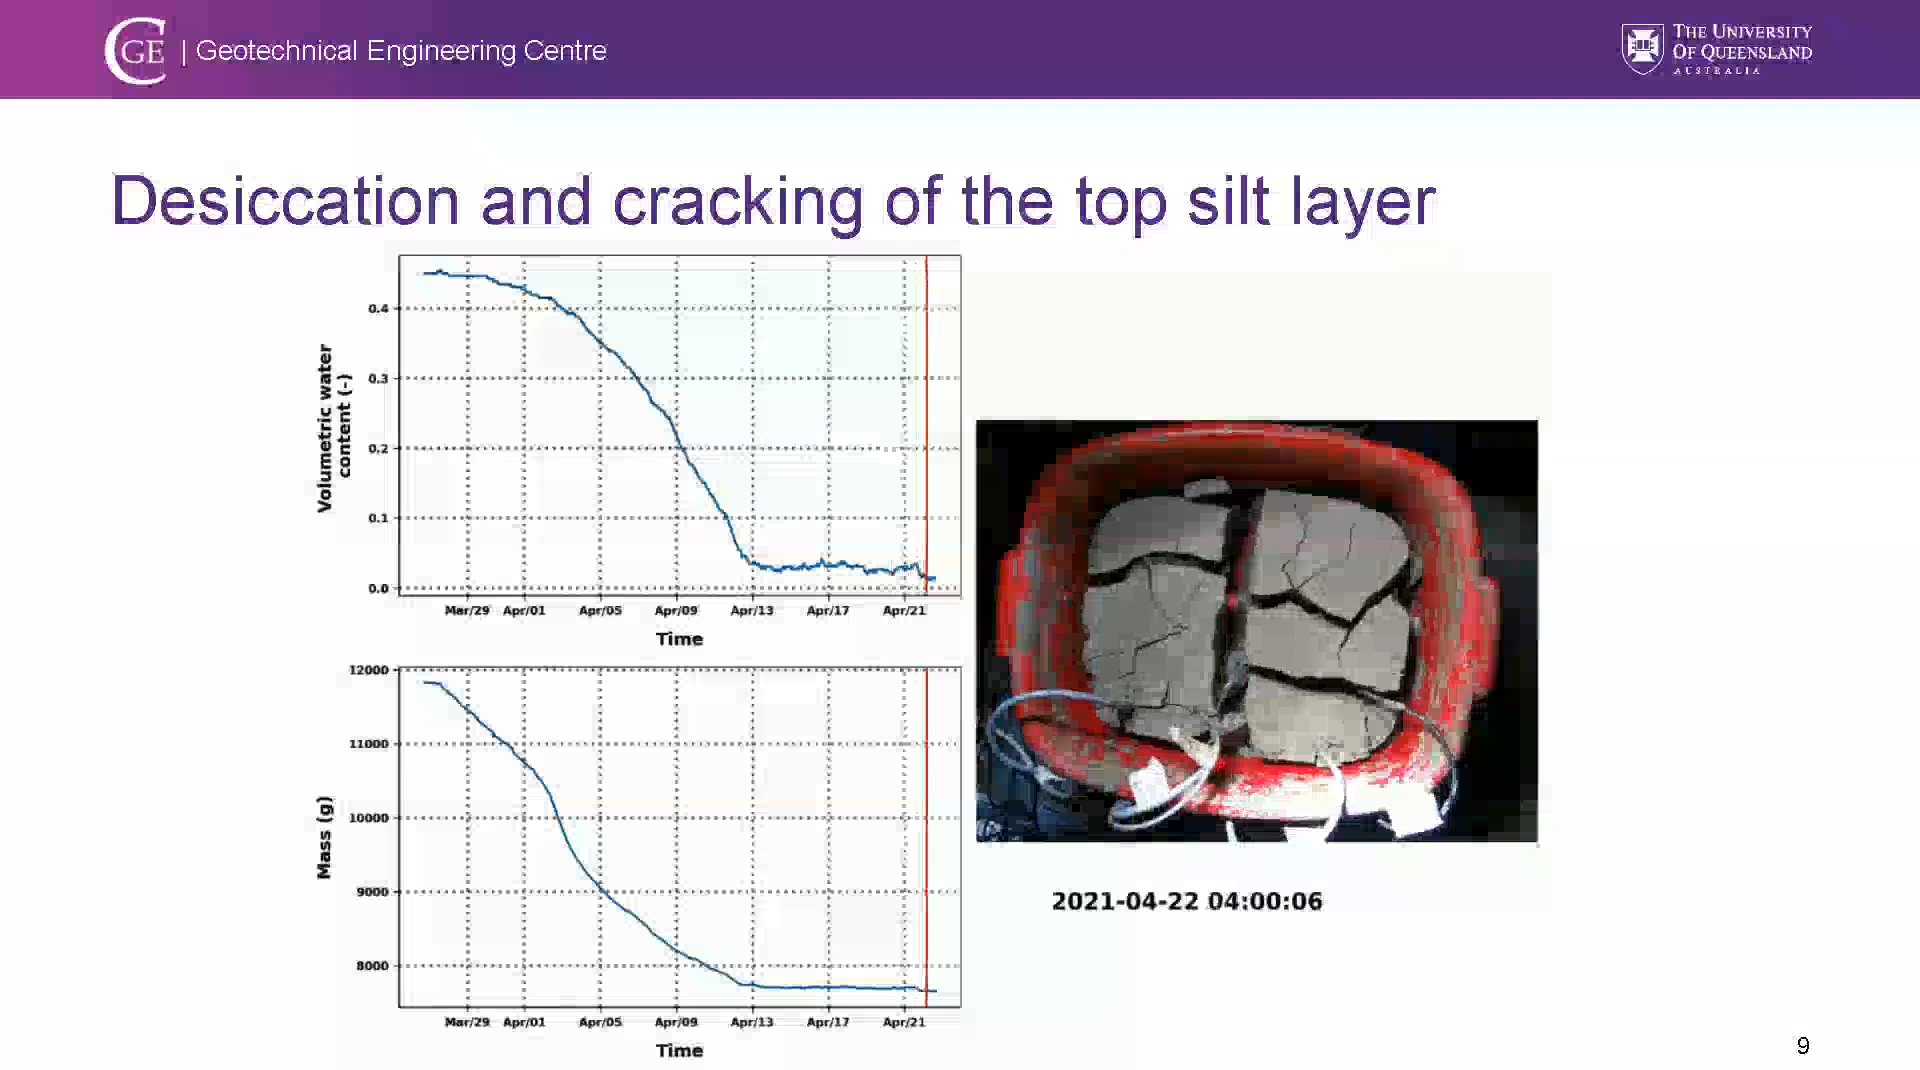 CGE | Geotechnical Engineering Centre
THE UNIVERSITY
OF QUEENSLAND
AUSTRALIA
Desiccation and cracking of the top silt layer
Volumetric water
content (-)
0.4
0.3
0.2
0.1
0.0
Mar/29 Apr/01 Apr/05 Apr/09 Apr/13 Apr/17 Apr/21
Time
Mass (g)
12000
11000
10000
9000
8000
Mar/29 Apr/01 Apr/05 Apr/09 Apr/13 Apr/17 Apr/21
Time
2021-04-22 04:00:06
9